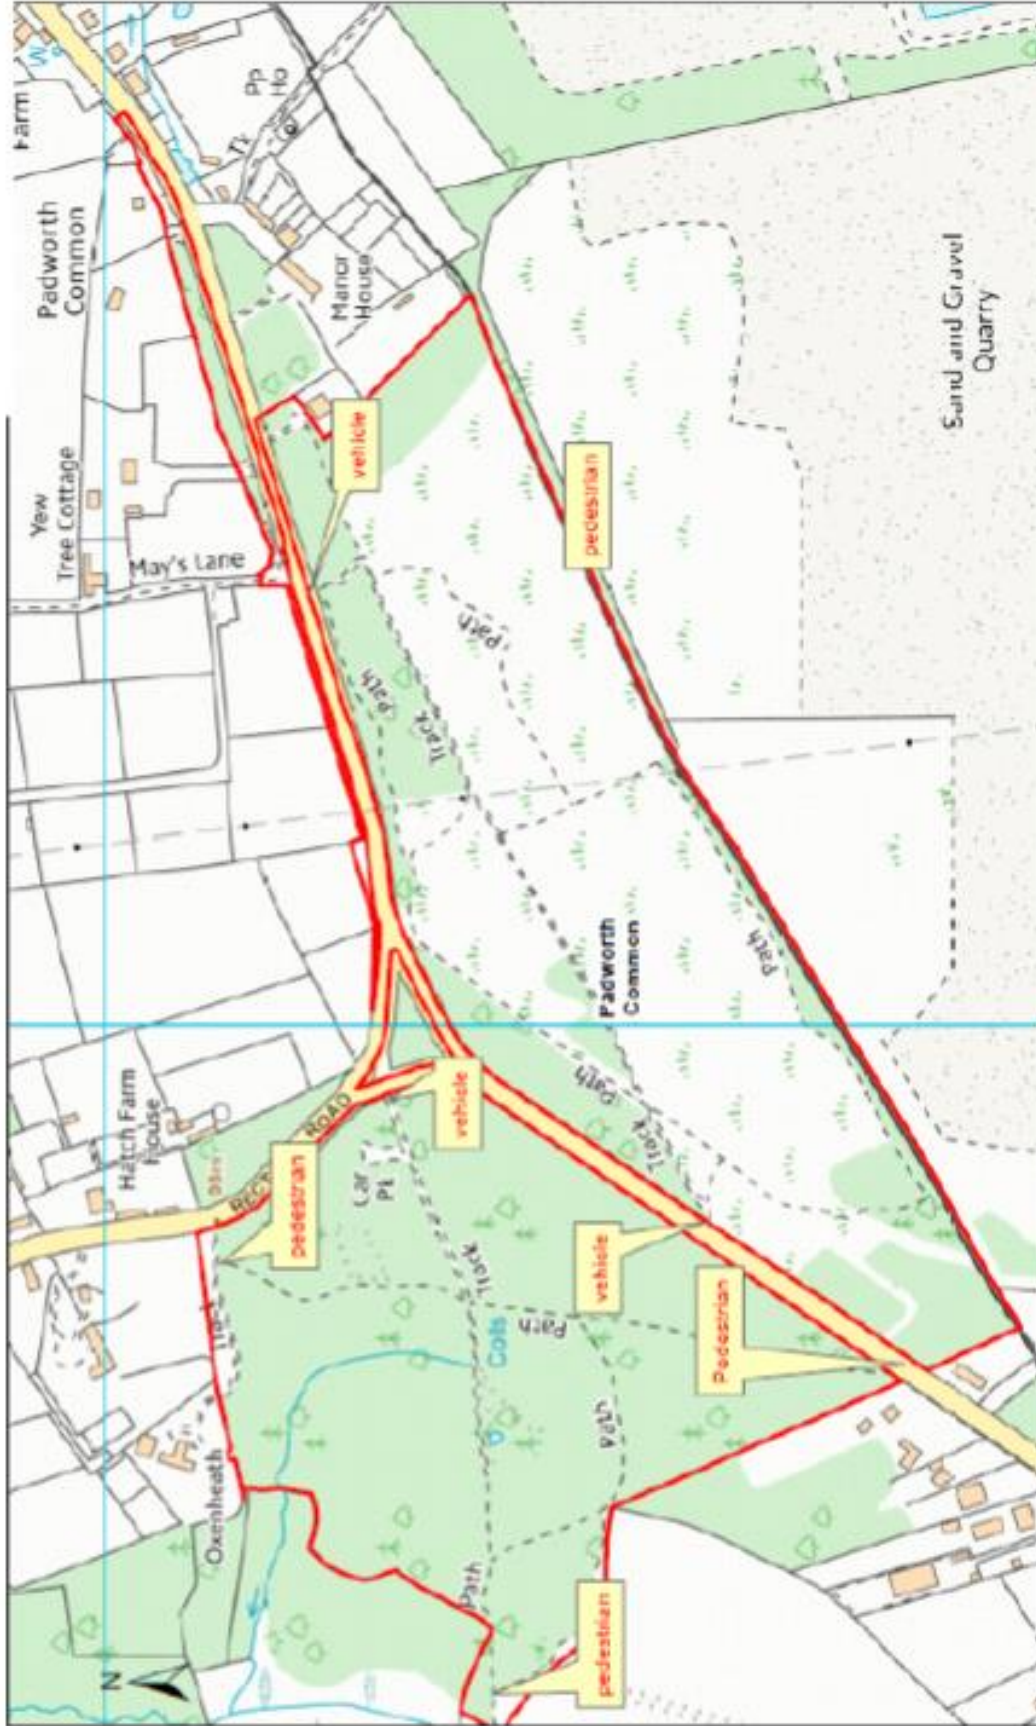 Farm
W
Padworth
Common
Pp
Ho
Manor
House
Yew
Tree Cottage
May's Lane
vehicle
pedestrian
Sand and Gravel
Quarry
Path
Path
Track
Padworth
Common
Path
Path
Track
Hatch Farm
House
ROAD
vehicle
pedestrian
Car
Pk
Track
vehicle
Pedestrian
Path
Path
Oxenheath
Path
pedestrian
N